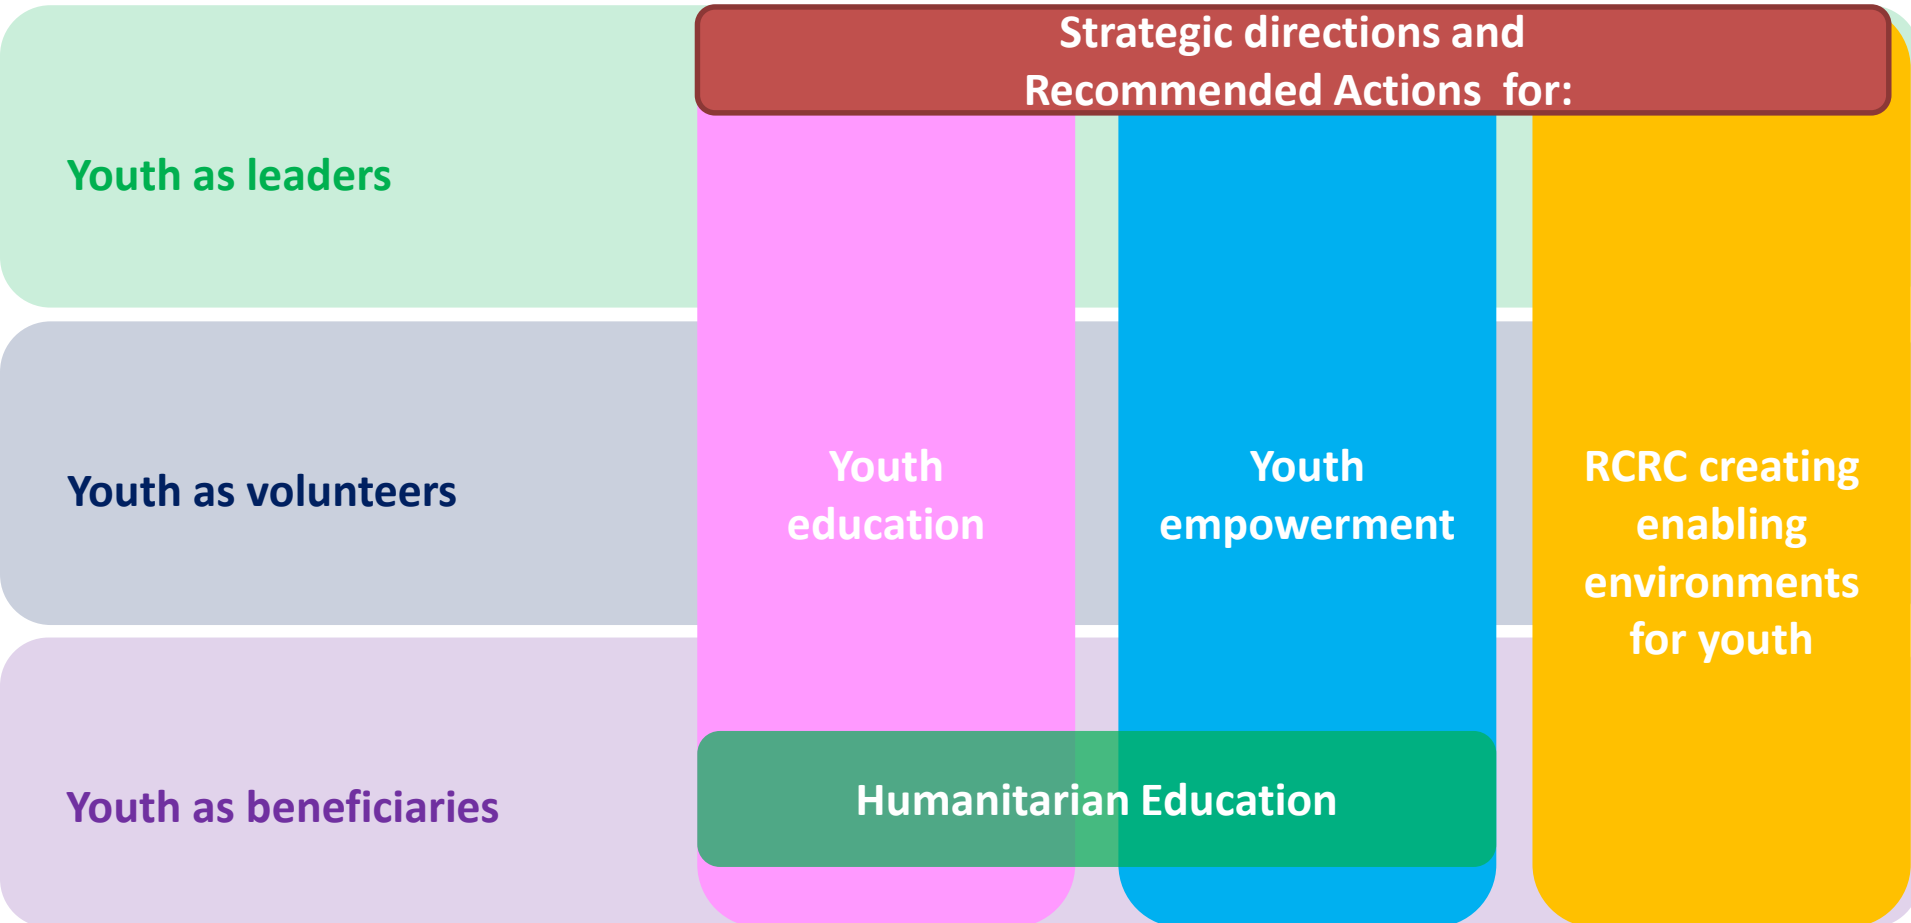 Strategic directions and
Recommended Actions for:
Youth as leaders
Youth as volunteers
Youth as beneficiaries
Youth
education
Youth
empowerment
RCRC creating
enabling
environments
for youth
Humanitarian Education